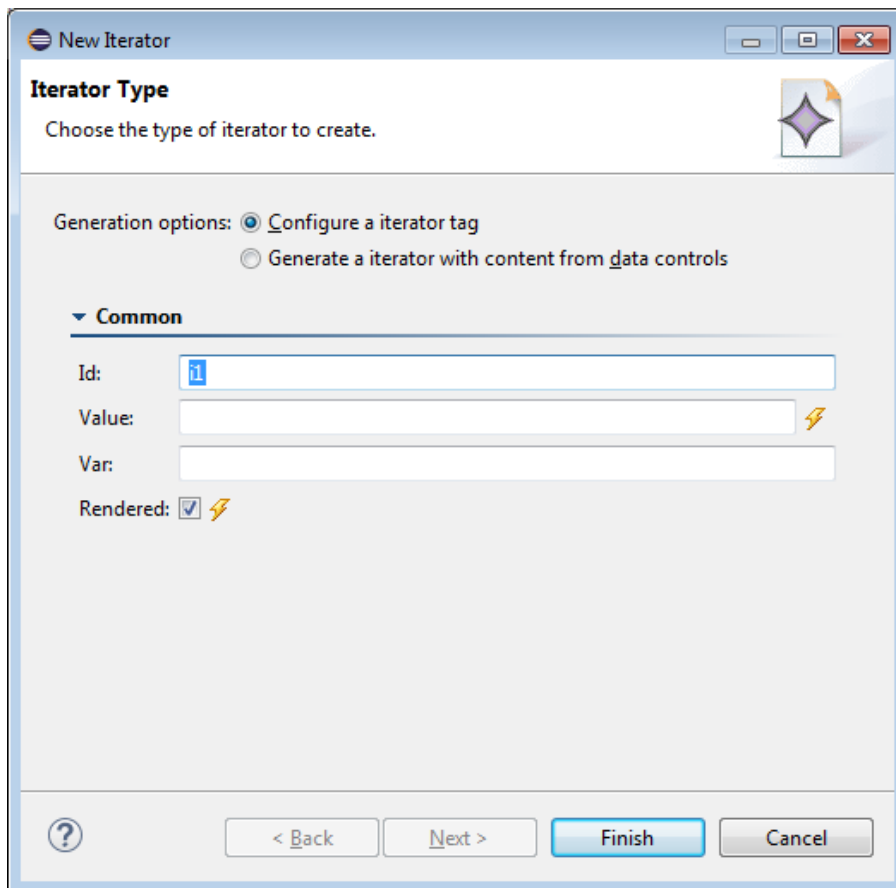 New Iterator
Iterator Type
Choose the type of iterator to create.
Generation options: Configure a iterator tag
Generate a iterator with content from data controls
Common
Id: i1
Value:
Var:
Rendered:
? < Back Next > Finish Cancel